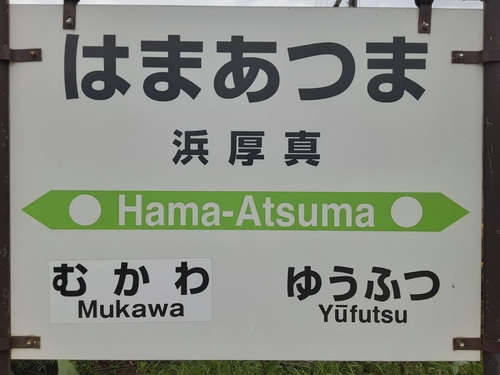 はまあつま
浜厚真
Hama-Atsuma
むかわ
Mukawa
ゆうふつ
Yūfutsu